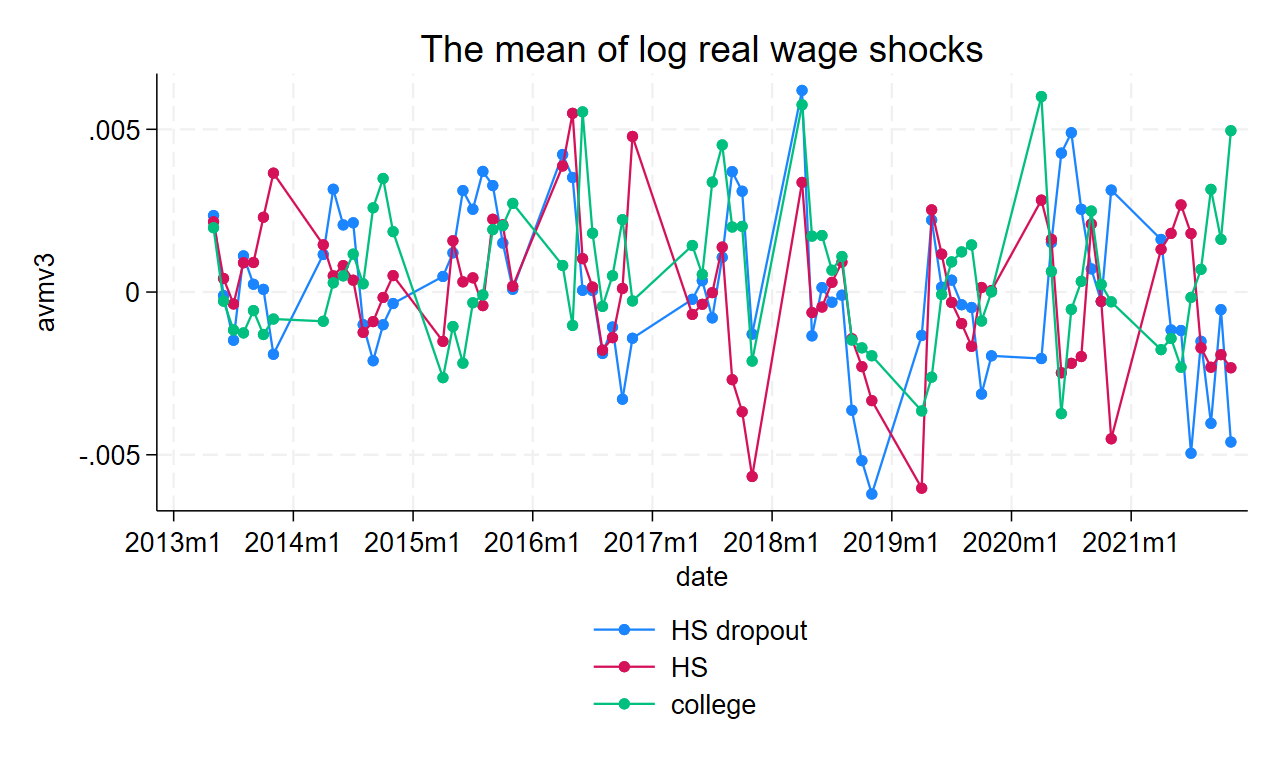 The mean of log real wage shocks
avmv3
.005
0
-.005
2013m1 2014m1 2015m1 2016m1 2017m1 2018m1 2019m1 2020m1 2021m1
date
HS dropout
HS
college